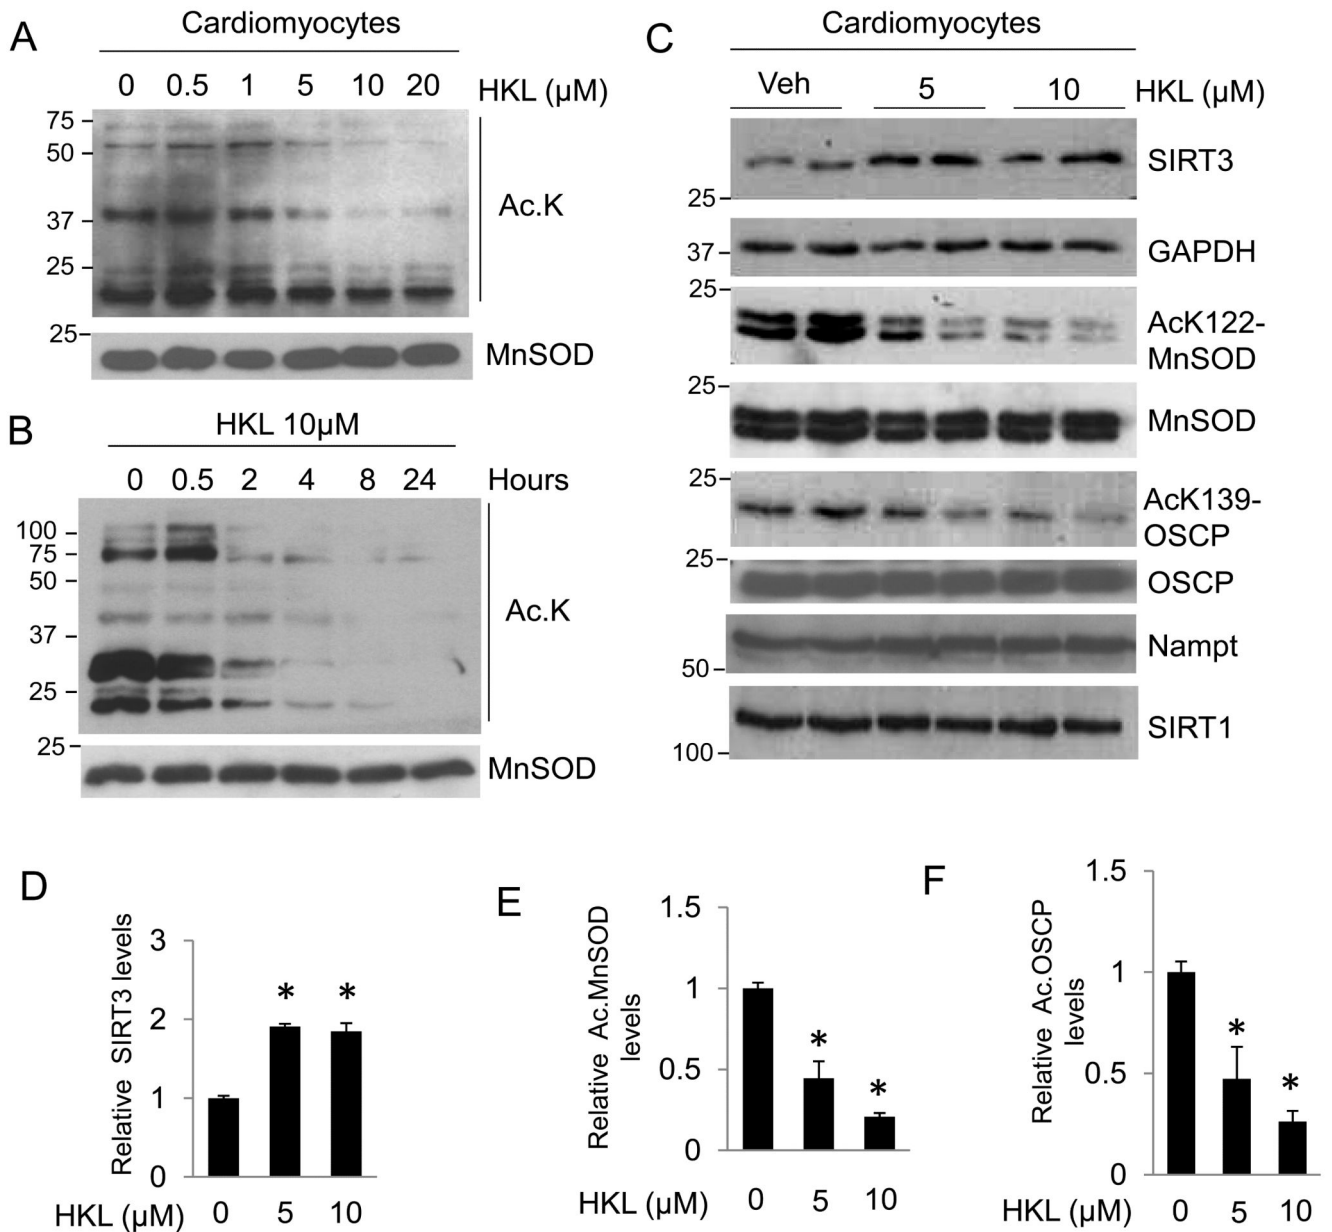 A
Cardiomyocytes
0 0.5 1 5 10 20 HKL (µM)
75
50
37
25
Ac.K
25
MnSOD
B
HKL 10µM
0 0.5 2 4 8 24 Hours
100
75
50
37
25
Ac.K
25
MnSOD
C
Cardiomyocytes
Veh 5 10 HKL (µM)
SIRT3
25
GAPDH
37
25
AcK122-
MnSOD
25
MnSOD
25
AcK139-
OSCP
25
OSCP
Nampt
50
SIRT1
100
D
Relative SIRT3 levels
3
2
1
0
* *
HKL (µM) 0 5 10
E
Relative Ac.MnSOD
levels
1.5
1
0.5
0
*
*
HKL (µM) 0 5 10
F
Relative Ac.OSCP
levels
1.5
1
0.5
0
*
*
HKL (µM) 0 5 10